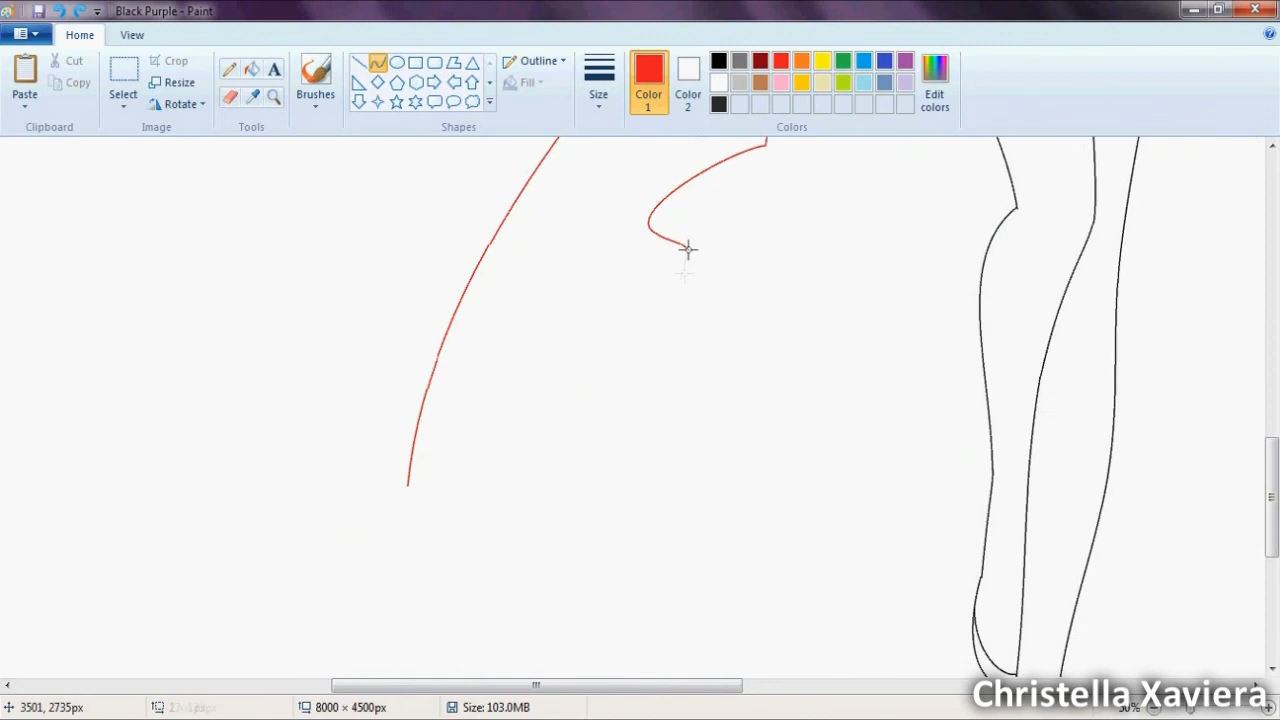 Black Purple - Paint
Home
View
Paste
Cut
Copy
Clipboard
Select
Crop
Resize
Rotate
Image
A
Tools
Brushes
Outline
Fill
Shapes
Size
Color
1
Color
2
Edit
colors
Colors
3501, 2735px
8000 × 4500px
Size: 103.0MB
Christella Xaviera